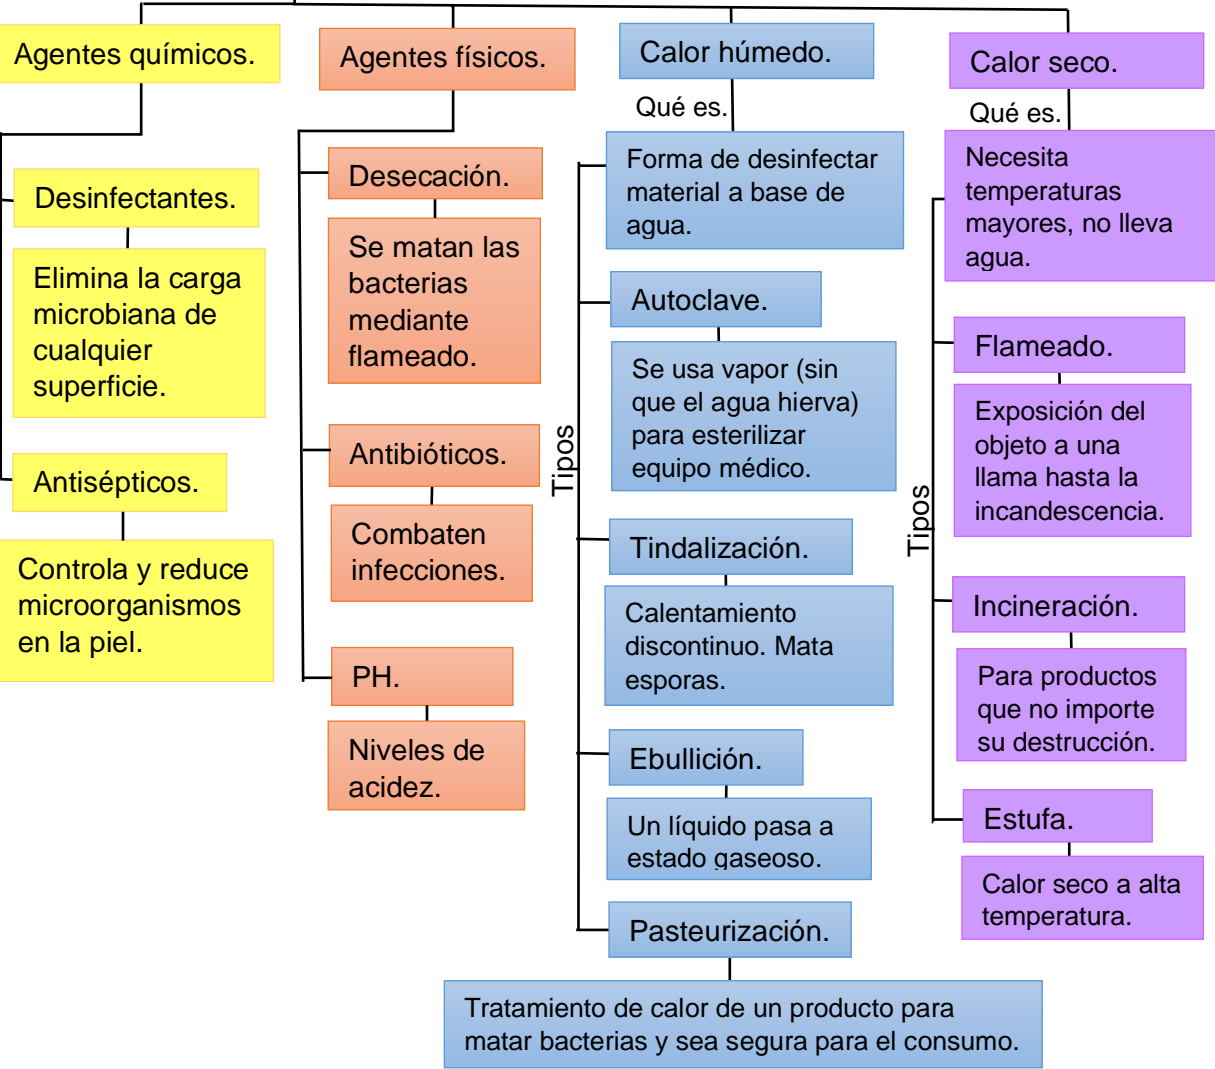 Agentes químicos.
Desinfectantes.
Elimina la carga
microbiana de
cualquier
superficie.
Antisépticos.
Controla y reduce
microorganismos
en la piel.
Agentes físicos.
Desecación.
Se matan las
bacterias
mediante
flameado.
Antibióticos.
Combaten
infecciones.
PH.
Niveles de
acidez.
Calor húmedo.
Qué es.
Forma de desinfectar
material a base de
agua.
Tipos
Autoclave.
Se usa vapor (sin
que el agua hierva)
para esterilizar
equipo médico.
Tindalización.
Calentamiento
discontinuo. Mata
esporas.
Ebullición.
Un líquido pasa a
estado gaseoso.
Pasteurización.
Tratamiento de calor de un producto para
matar bacterias y sea segura para el consumo.
Calor seco.
Qué es.
Necesita
temperaturas
mayores, no lleva
agua.
Tipos
Flameado.
Exposición del
objeto a una
llama hasta la
incandescencia.
Incineración.
Para productos
que no importe
su destrucción.
Estufa.
Calor seco a alta
temperatura.